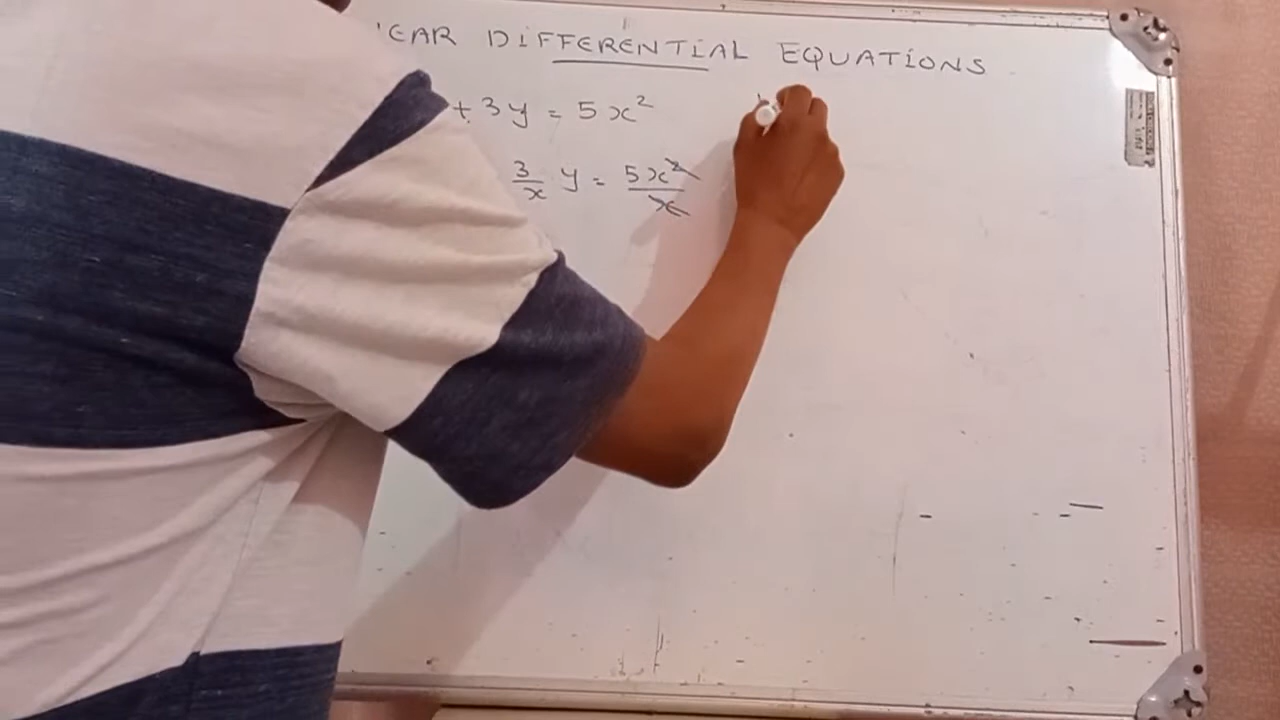 EAR DIFFERENTIAL EQUATIONS
+ 3y = 5x²
3/x y = 5x²/x